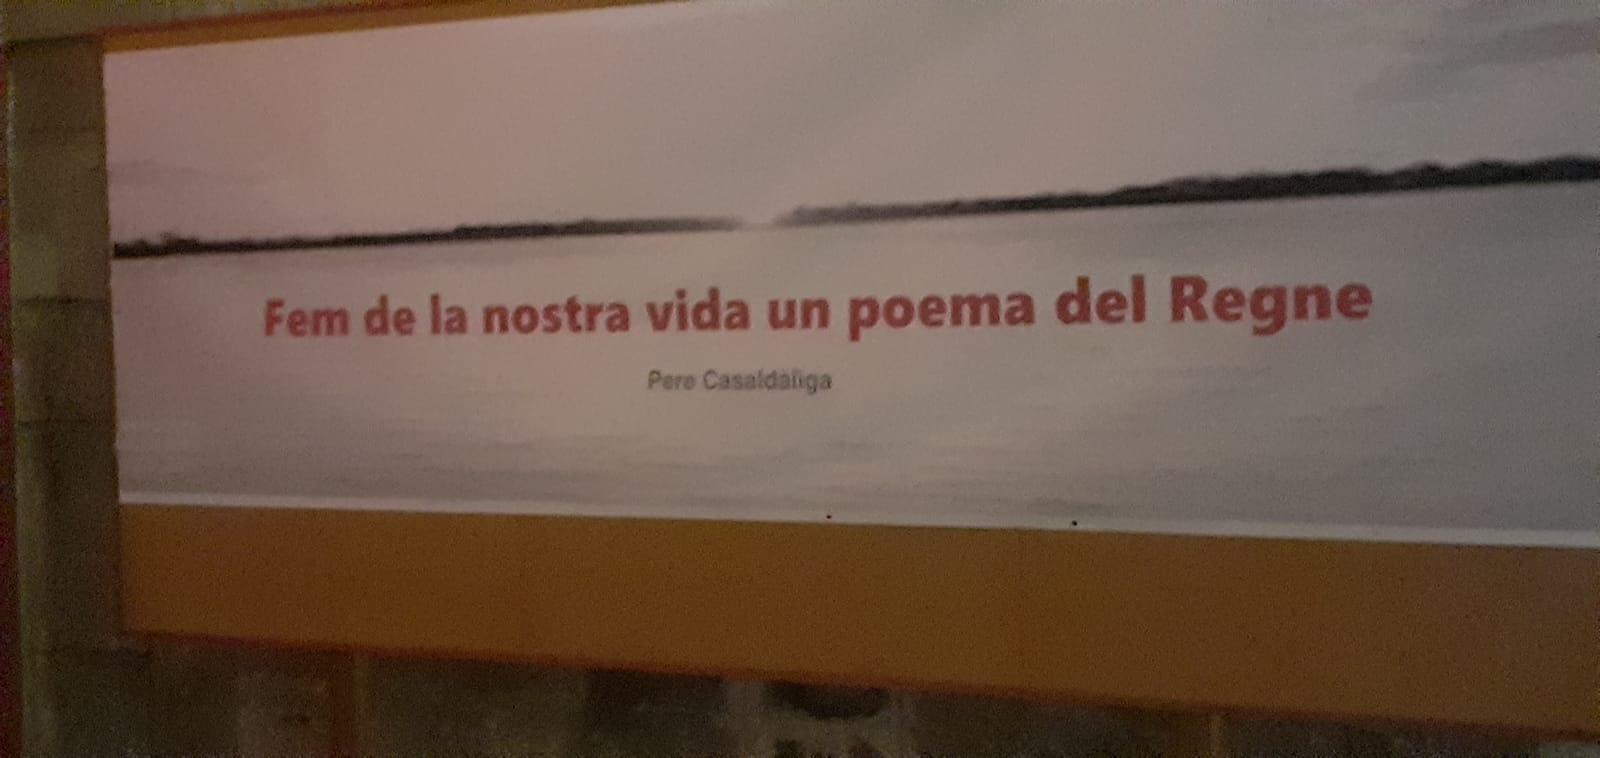 Fem de la nostra vida un poema del Regne
Pere Casaldàliga